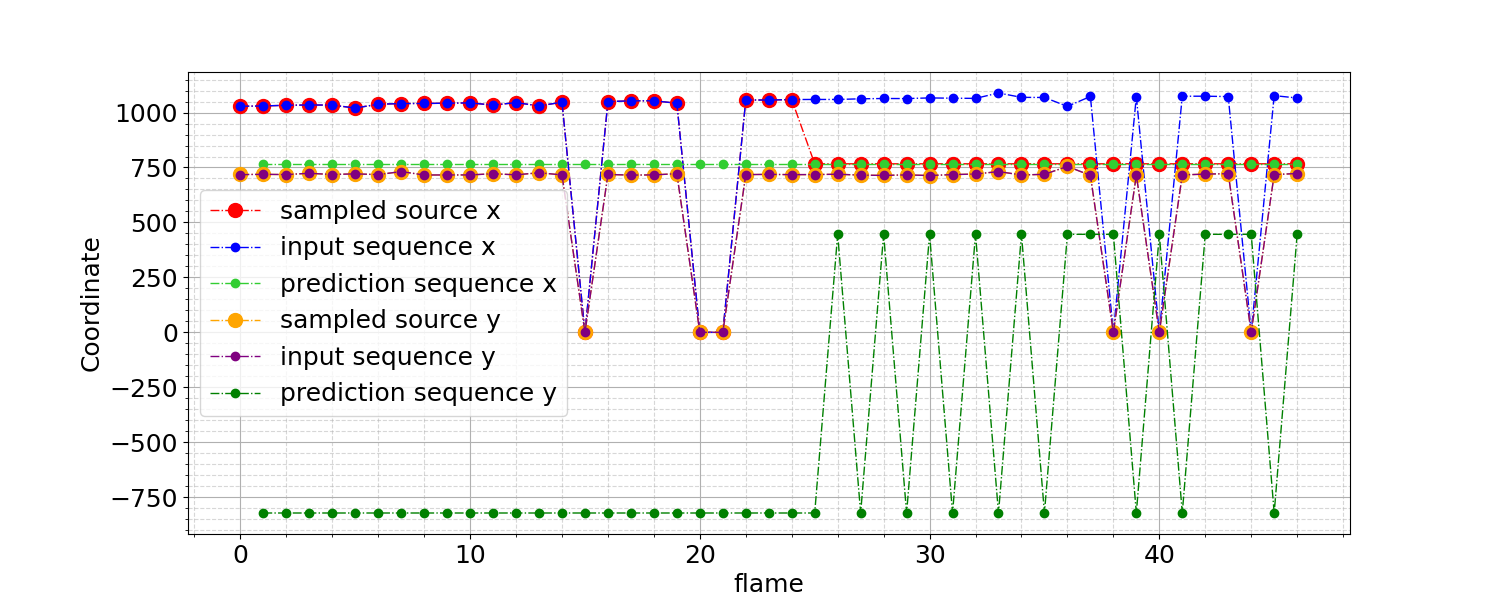 1000
750
500
250
0
−250
−500
−750
Coordinate
sampled source x
input sequence x
prediction sequence x
sampled source y
input sequence y
prediction sequence y
0 10 20 30 40
flame